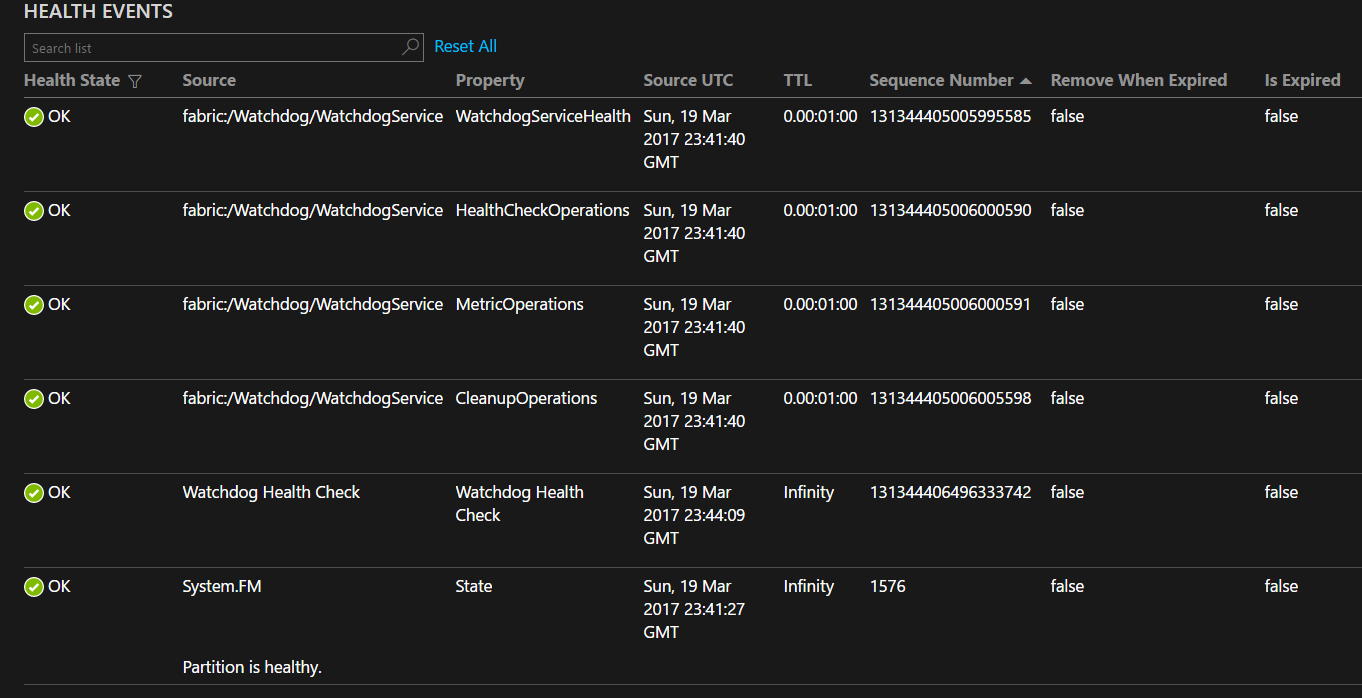 HEALTH EVENTS
Search list Reset All
Health State Source Property Source UTC TTL Sequence Number Remove When Expired Is Expired
OK fabric:/Watchdog/WatchdogService WatchdogServiceHealth Sun, 19 Mar 0.00:01:00 131344405005995585 false false
2017 23:41:40
GMT
OK fabric:/Watchdog/WatchdogService HealthCheckOperations Sun, 19 Mar 0.00:01:00 131344405006000590 false false
2017 23:41:40
GMT
OK fabric:/Watchdog/WatchdogService MetricOperations Sun, 19 Mar 0.00:01:00 131344405006000591 false false
2017 23:41:40
GMT
OK fabric:/Watchdog/WatchdogService CleanupOperations Sun, 19 Mar 0.00:01:00 131344405006005598 false false
2017 23:41:40
GMT
OK Watchdog Health Check Watchdog Health Sun, 19 Mar Infinity 131344406496333742 false false
Check 2017 23:44:09
GMT
OK System.FM State Sun, 19 Mar Infinity 1576 false false
2017 23:41:27
GMT
Partition is healthy.